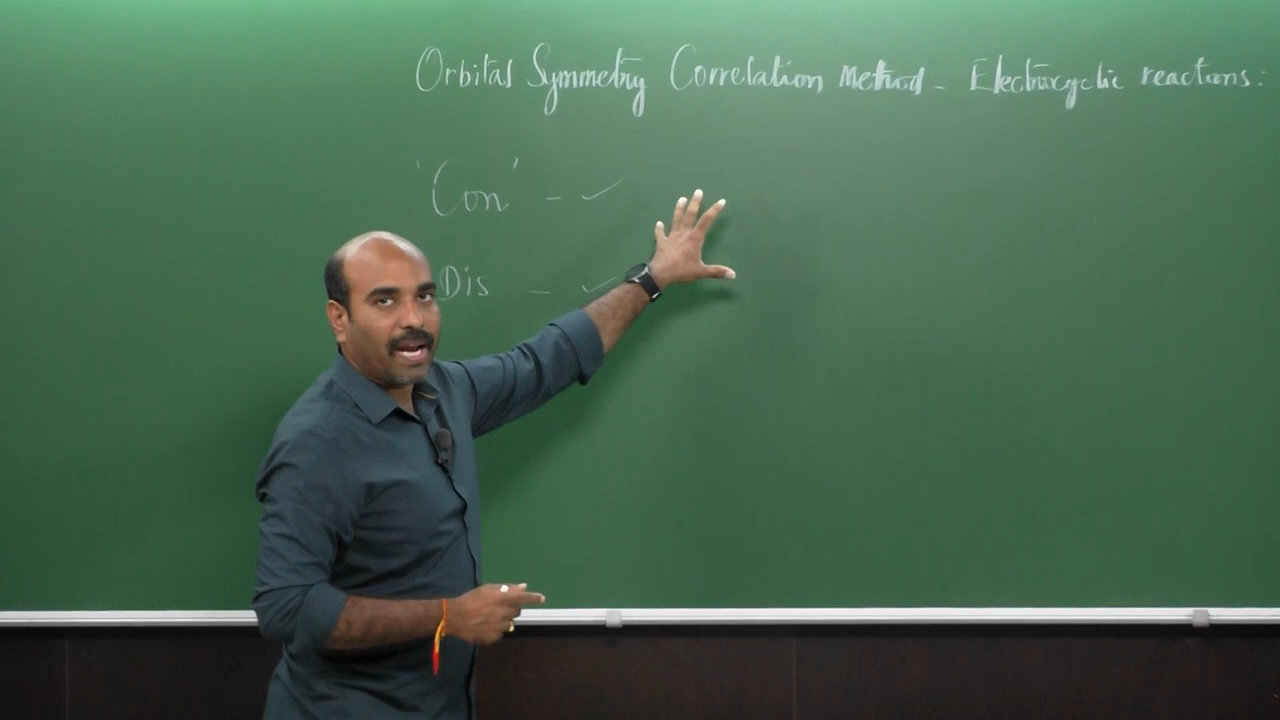 Orbital Symmetry Correlation Method - Electrocyclic reactions:
'Con' - ✓
Dis - ✓